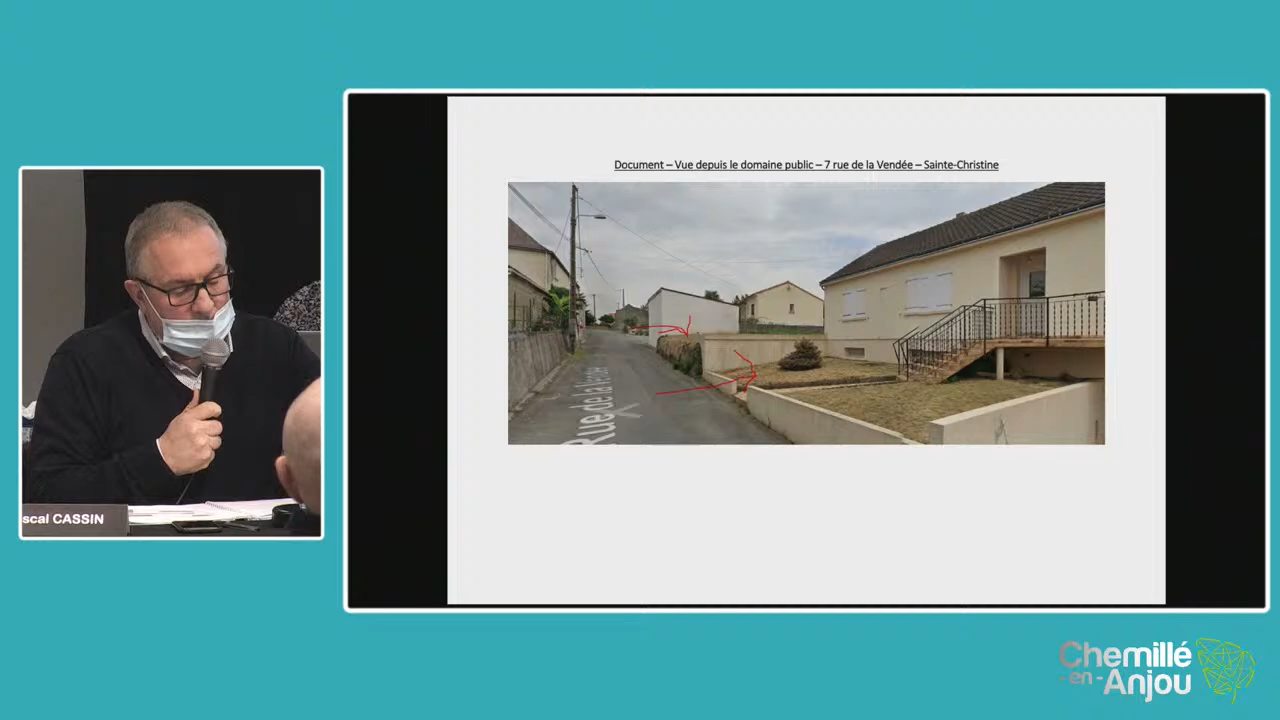 Document – Vue depuis le domaine public – 7 rue de la Vendée – Sainte-Christine
Rue de la Vendée
scal CASSIN
Chemillé
- en -
Anjou